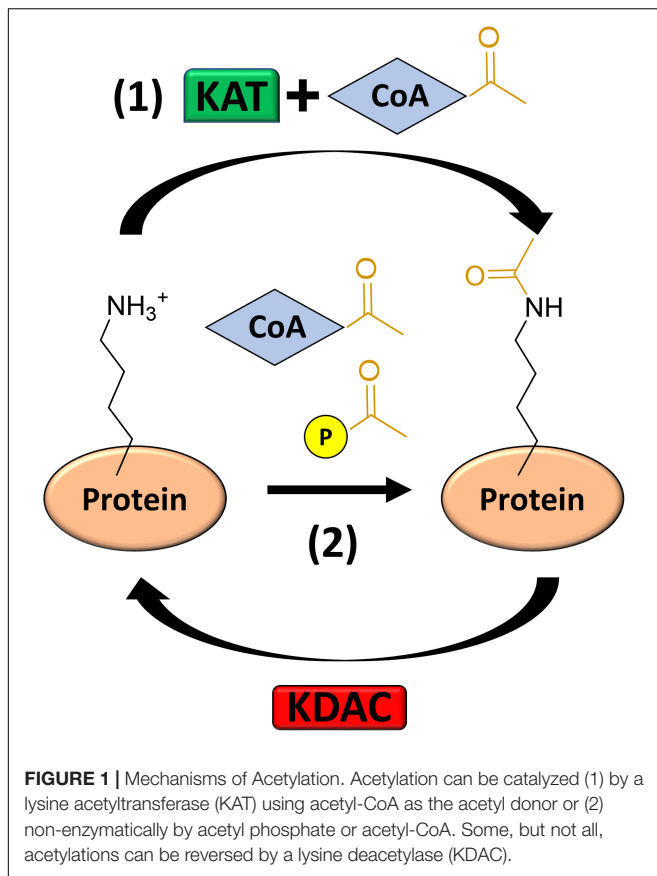 (1) KAT + CoA O
O
NH3+ CoA O NH
P O
Protein (2) Protein
KDAC
FIGURE 1 | Mechanisms of Acetylation. Acetylation can be catalyzed (1) by a
lysine acetyltransferase (KAT) using acetyl-CoA as the acetyl donor or (2)
non-enzymatically by acetyl phosphate or acetyl-CoA. Some, but not all,
acetylations can be reversed by a lysine deacetylase (KDAC).